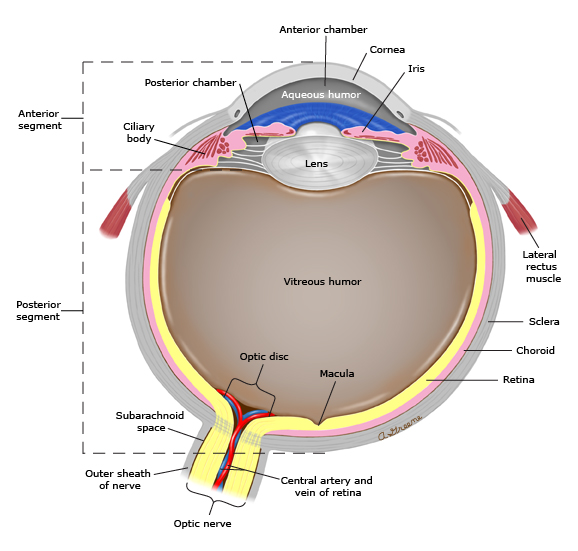 Anterior chamber
Cornea
Iris
Posterior chamber
Aqueous humor
Anterior
segment
Ciliary
body
Lens
Lateral
rectus
muscle
Vitreous humor
Posterior
segment
Sclera
Choroid
Optic disc
Macula
Retina
Subarachnoid
space
A. Greene
Outer sheath
of nerve
Central artery and
vein of retina
Optic nerve